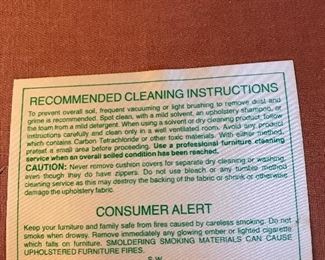 RECOMMENDED CLEANING INSTRUCTIONS
To prevent overall soil, frequent vacuuming or light brushing to remove dust and
grime is recommended. Spot clean, with a mild solvent, an upholstery shampoo, or
the foam from a mild detergent. When using a solvent or dry cleaning product, follow
instructions carefully and clean only in a well ventilated room. Avoid any product
which contains Carbon Tetrachloride or other toxic materials. With either method,
pretest a small area before proceeding. Use a professional furniture cleaning
service when an overall soiled condition has been reached.
CAUTION: Never remove cushion covers for separate dry cleaning or washing,
even though they do have zippers. Do not use bleach or any tumbler method
cleaning service as this may destroy the backing of the fabric or shrink or otherwise
damage the upholstery fabric.
CONSUMER ALERT
Keep your furniture and family safe from fires caused by careless smoking. Do not
smoke when drowsy. Remove immediately any glowing ember or lighted cigarette
which falls on furniture. SMOLDERING SMOKING MATERIALS CAN CAUSE
UPHOLSTERED FURNITURE FIRES.